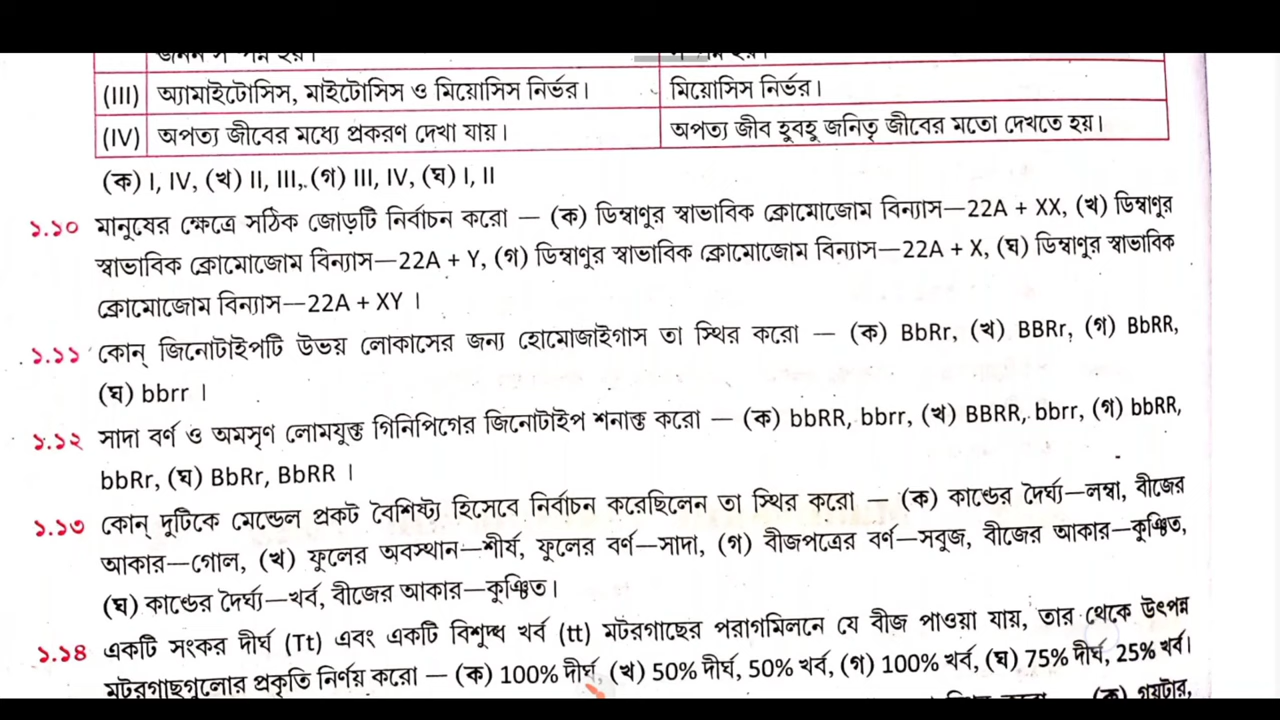 (III) অ্যামাইটোসিস, মাইটোসিস ও মিয়োসিস নির্ভর। মিয়োসিস নির্ভর।
(IV) অপত্য জীবের মধ্যে প্রকরণ দেখা যায়। অপত্য জীব হুবহু জনিতৃ জীবের মতো দেখতে হয়।
(ক) I, IV, (খ) II, III, (গ) III, IV, (ঘ) I, II
১.১০ মানুষের ক্ষেত্রে সঠিক জোড়টি নির্বাচন করো — (ক) ডিম্বাণুর স্বাভাবিক ক্রোমোজোম বিন্যাস—22A + XX, (খ) ডিম্বাণুর
স্বাভাবিক ক্রোমোজোম বিন্যাস—22A + Y, (গ) ডিম্বাণুর স্বাভাবিক ক্রোমোজোম বিন্যাস—22A + X, (ঘ) ডিম্বাণুর স্বাভাবিক
ক্রোমোজোম বিন্যাস—22A + XY ।
১.১১ কোন্ জিনোটাইপটি উভয় লোকাসের জন্য হোমোজাইগাস তা স্থির করো — (ক) BbRr, (খ) BBRr, (গ) BbRR,
(ঘ) bbrr ।
১.১২ সাদা বর্ণ ও অমসৃণ লোমযুক্ত গিনিপিগের জিনোটাইপ শনাক্ত করো — (ক) bbRR, bbrr, (খ) BBRR, bbrr, (গ) bbRR,
bbRr, (ঘ) BbRr, BbRR ।
১.১৩ কোন্ দুটিকে মেন্ডেল প্রকট বৈশিষ্ট্য হিসেবে নির্বাচন করেছিলেন তা স্থির করো — (ক) কাণ্ডের দৈর্ঘ্য—লম্বা, বীজের
আকার—গোল, (খ) ফুলের অবস্থান—শীর্ষ, ফুলের বর্ণ—সাদা, (গ) বীজপত্রের বর্ণ—সবুজ, বীজের আকার—কুঞ্চিত,
(ঘ) কাণ্ডের দৈর্ঘ্য—খর্ব, বীজের আকার—কুঞ্চিত।
১.১৪ একটি সংকর দীর্ঘ (Tt) এবং একটি বিশুদ্ধ খর্ব (tt) মটরগাছের পরাগমিলনে যে বীজ পাওয়া যায়, তার থেকে উৎপন্ন
মটরগাছগুলোর প্রকৃতি নির্ণয় করো — (ক) 100% দীর্ঘ, (খ) 50% দীর্ঘ, 50% খর্ব, (গ) 100% খর্ব, (ঘ) 75% দীর্ঘ, 25% খর্ব।